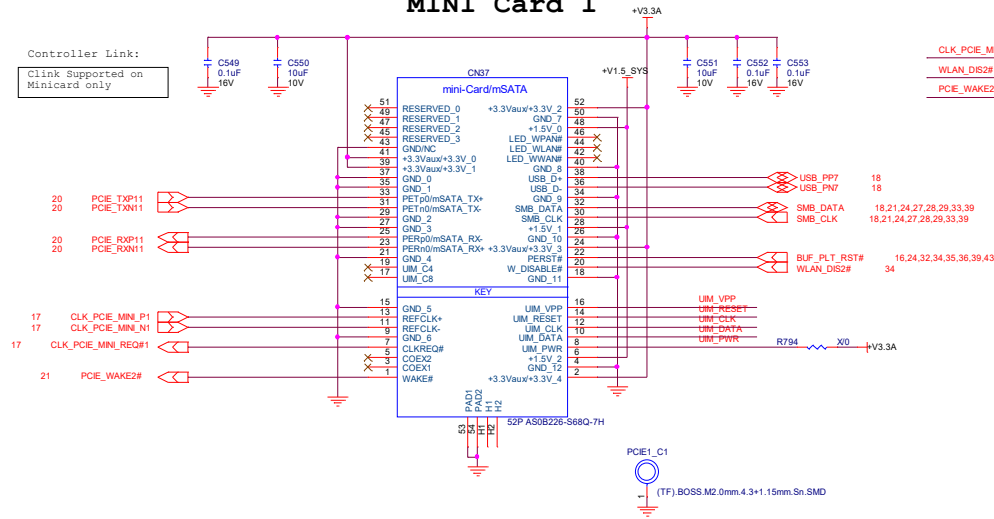 MINI Card 1
+V3.3A
Controller Link:
Clink Supported on
Minicard only
C549
0.1uF
16V
C550
10uF
10V
+V1.5_SYS
C551
10uF
10V
C552
0.1uF
16V
C553
0.1uF
16V
CLK_PCIE_MI
WLAN_DIS2#
PCIE_WAKE2
CN37
mini-Card/mSATA
51 RESERVED_0 +3.3Vaux/+3.3V_2 52
49 RESERVED_1 GND_7 50
47 RESERVED_2 +1.5V_0 48
45 RESERVED_3 LED_WPAN# 46
43 GND/NC LED_WLAN# 44
41 +3.3Vaux/+3.3V_0 LED_WWAN# 42
39 +3.3Vaux/+3.3V_1 GND_8 40
37 GND_0 USB_D+ 38 USB_PP7 18
35 GND_1 USB_D- 36 USB_PN7 18
20 PCIE_TXP11 33 PETp0/mSATA_TX+ GND_9 34
20 PCIE_TXN11 31 PETn0/mSATA_TX- SMB_DATA 32 SMB_DATA 18,21,24,27,28,29,33,39
29 GND_2 SMB_CLK 30 SMB_CLK 18,21,24,27,28,29,33,39
27 GND_3 +1.5V_1 28
20 PCIE_RXP11 25 PERp0/mSATA_RX- GND_10 26
20 PCIE_RXN11 23 PERn0/mSATA_RX+ +3.3Vaux/+3.3V_3 24
21 GND_4 PERST# 22 BUF_PLT_RST# 16,24,32,34,35,36,39,43
19 UIM_C4 W_DISABLE# 20 WLAN_DIS2# 34
17 UIM_C8 GND_11 18
KEY
15 GND_5 UIM_VPP 16 UIM_VPP
17 CLK_PCIE_MINI_P1 13 REFCLK+ UIM_RESET 14 UIM_RESET
17 CLK_PCIE_MINI_N1 11 REFCLK- UIM_CLK 12 UIM_CLK
9 GND_6 UIM_DATA 10 UIM_DATA
17 CLK_PCIE_MINI_REQ#1 7 CLKREQ# UIM_PWR 8 UIM_PWR R794 X/0 +V3.3A
5 COEX2 +1.5V_2 6
3 COEX1 GND_12 4
21 PCIE_WAKE2# 1 WAKE# +3.3Vaux/+3.3V_4 2
PAD1 PAD2 H1 H2
53 54 H1 H2
52P AS0B226-S68Q-7H
PCIE1_C1
1
(TF).BOSS.M2.0mm.4.3+1.15mm.Sn.SMD